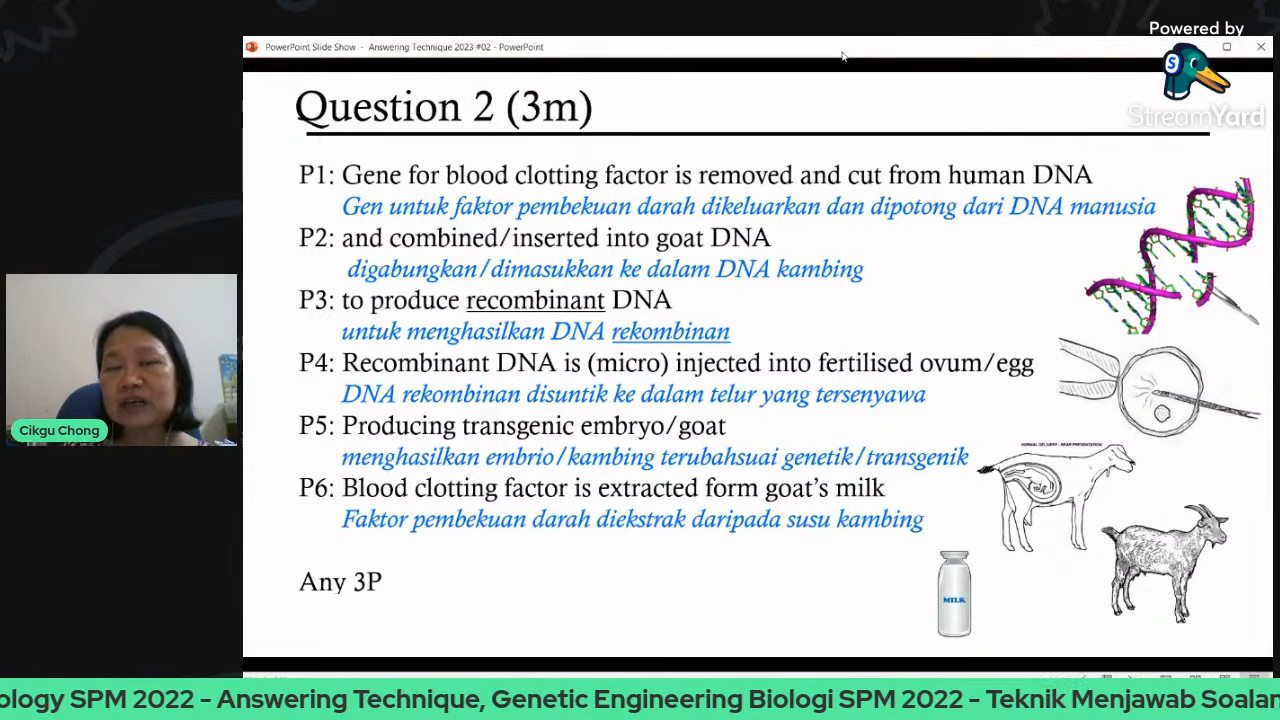 Powered by
StreamYard
PowerPoint Slide Show - Answering Technique 2023 #02 - PowerPoint
Question 2 (3m)
P1: Gene for blood clotting factor is removed and cut from human DNA
Gen untuk faktor pembekuan darah dikeluarkan dan dipotong dari DNA manusia
P2: and combined/inserted into goat DNA
digabungkan/dimasukkan ke dalam DNA kambing
P3: to produce recombinant DNA
untuk menghasilkan DNA rekombinan
P4: Recombinant DNA is (micro) injected into fertilised ovum/egg
DNA rekombinan disuntik ke dalam telur yang tersenyawa
P5: Producing transgenic embryo/goat
menghasilkan embrio/kambing terubahsuai genetik/transgenik
P6: Blood clotting factor is extracted form goat's milk
Faktor pembekuan darah diekstrak daripada susu kambing
Any 3P
NORMAL DELIVERY - REAR PRESENTATION
MILK
Cikgu Chong
ology SPM 2022 - Answering Technique, Genetic Engineering Biologi SPM 2022 - Teknik Menjawab Soalan